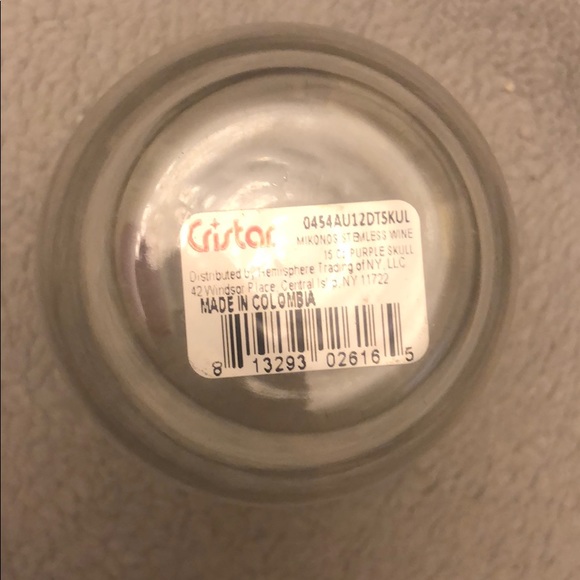 Cristar
0454AU12DTSKUL
MIKONOS STEMLESS WINE
15 Oz PURPLE SKULL
Distributed by Hemisphere Trading of NY, LLC
42 Windsor Place, Central Islip, NY 11722
MADE IN COLOMBIA
8 13293 02616 5